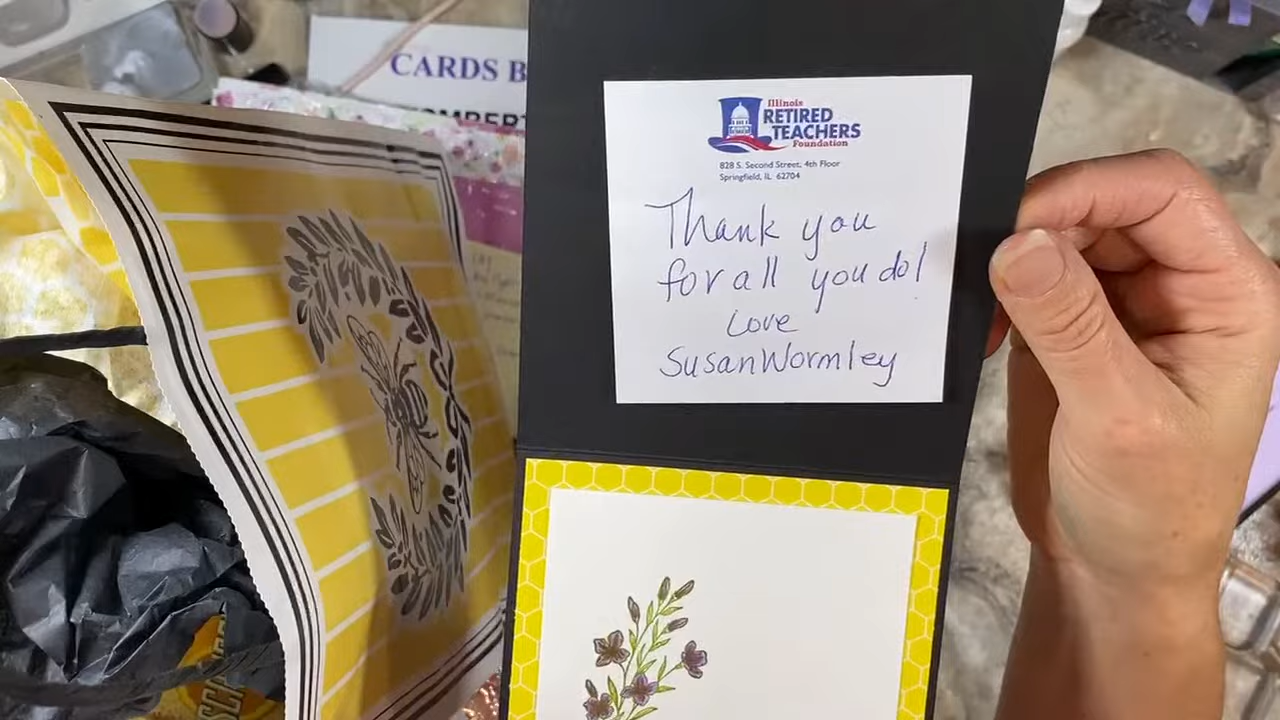 CARDS B
Illinois
RETIRED
TEACHERS
Foundation
828 S. Second Street, 4th Floor
Springfield, IL 62704
Thank you
for all you do!
Love
Susan Wormley